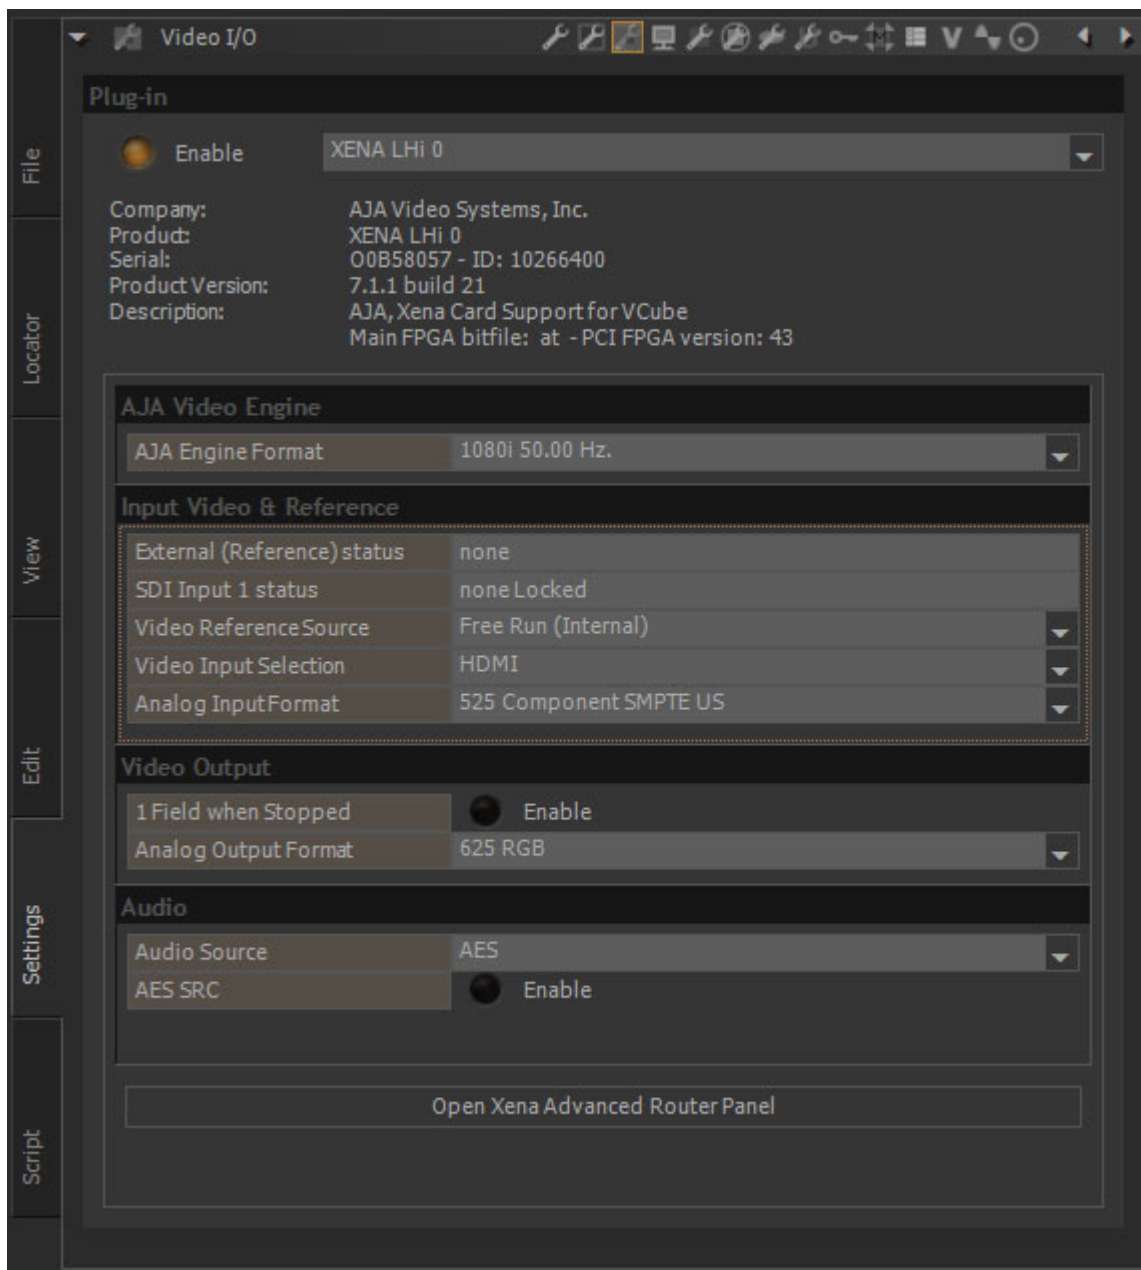 Video I/O
Plug-in
Enable
XENA LHi 0
Company: AJA Video Systems, Inc.
Product: XENA LHi 0
Serial: O0B58057 - ID: 10266400
Product Version: 7.1.1 build 21
Description: AJA, Xena Card Support for VCube
Main FPGA bitfile: at - PCI FPGA version: 43
AJA Video Engine
AJA Engine Format 1080i 50.00 Hz.
Input Video & Reference
External (Reference) status none
SDI Input 1 status none Locked
Video Reference Source Free Run (Internal)
Video Input Selection HDMI
Analog Input Format 525 Component SMPTE US
Video Output
1 Field when Stopped Enable
Analog Output Format 625 RGB
Audio
Audio Source AES
AES SRC Enable
Open Xena Advanced Router Panel
File
Locator
View
Edit
Settings
Script